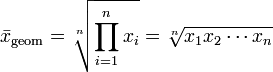 x̄_geom = ⁿ√(∏_{i=1}^{n} x_i) = ⁿ√(x_1 x_2 ⋯ x_n)